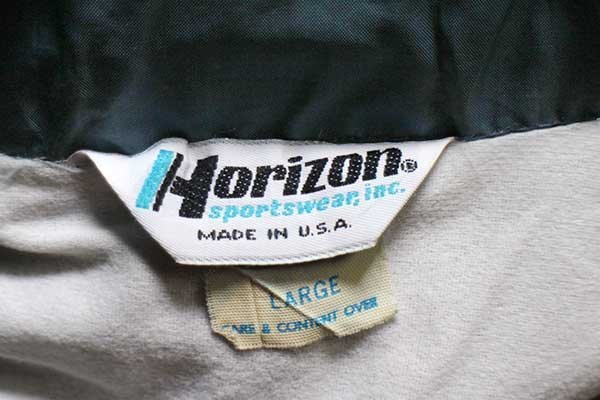 Horizon®
sportswear, inc.
MADE IN U.S.A.
LARGE
CARE & CONTENT OVER